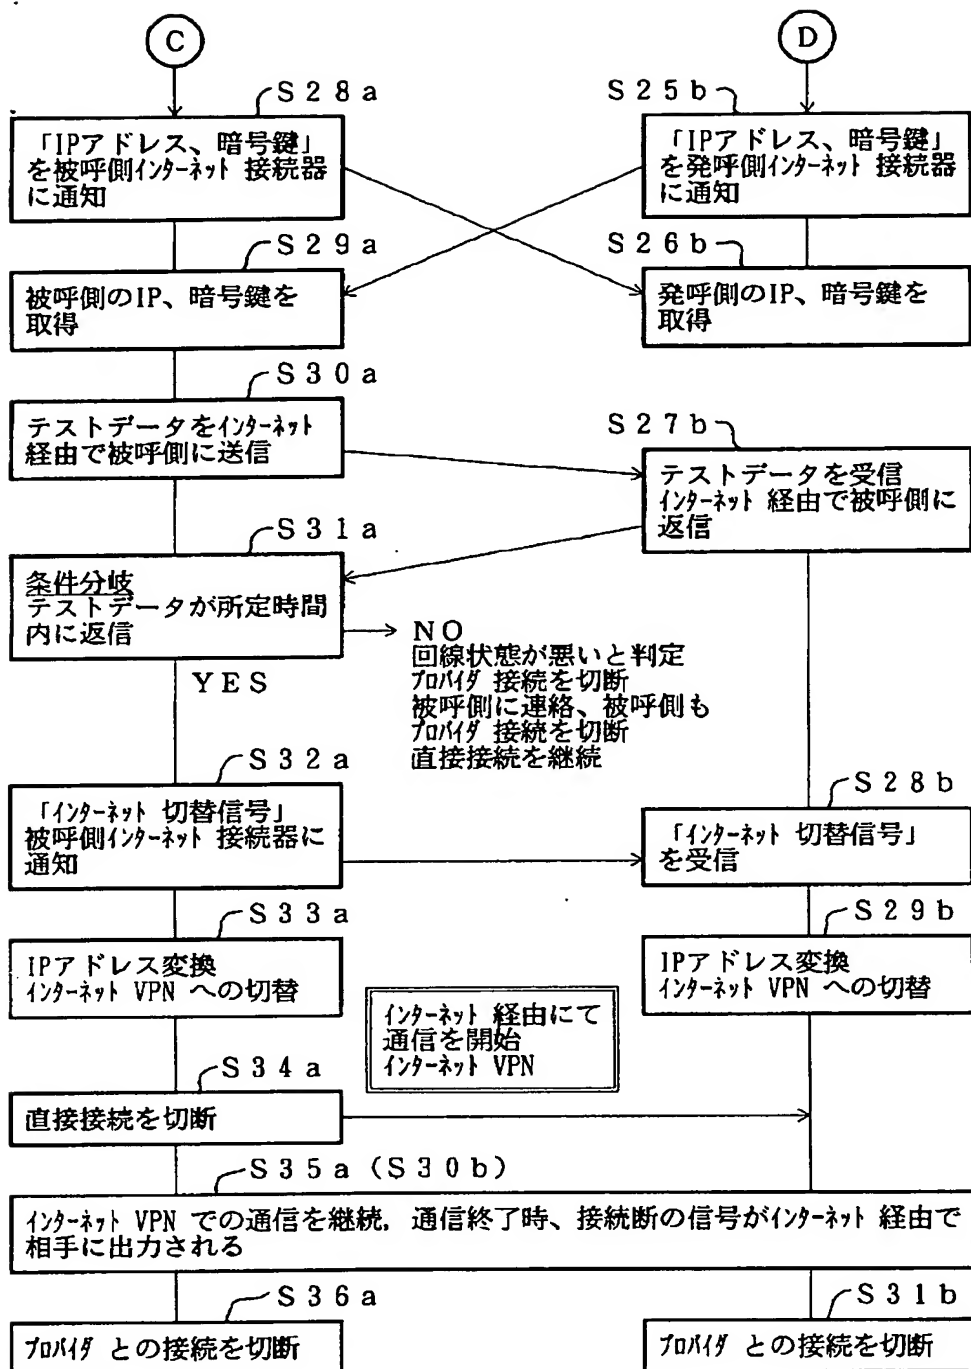 C
D
S28a
S25b
「IPアドレス、暗号鍵」
を被呼側インターネット 接続器
に通知
「IPアドレス、暗号鍵」
を発呼側インターネット 接続器
に通知
S29a
S26b
被呼側のIP、暗号鍵を
取得
発呼側のIP、暗号鍵を
取得
S30a
S27b
テストデータをインターネット
経由で被呼側に送信
テストデータを受信
インターネット 経由で被呼側に
返信
S31a
条件分岐
テストデータが所定時間
内に返信
NO
回線状態が悪いと判定
プロバイダ 接続を切断
被呼側に連絡、被呼側も
プロバイダ 接続を切断
直接接続を継続
YES
S32a
S28b
「インターネット 切替信号」
被呼側インターネット 接続器に
通知
「インターネット 切替信号」
を受信
S33a
S29b
IPアドレス変換
インターネット VPN への切替
IPアドレス変換
インターネット VPN への切替
インターネット 経由にて
通信を開始
インターネット VPN
S34a
直接接続を切断
S35a(S30b)
インターネット VPN での通信を継続. 通信終了時、接続断の信号がインターネット 経由で
相手に出力される
S36a
S31b
プロバイダ との接続を切断
プロバイダ との接続を切断